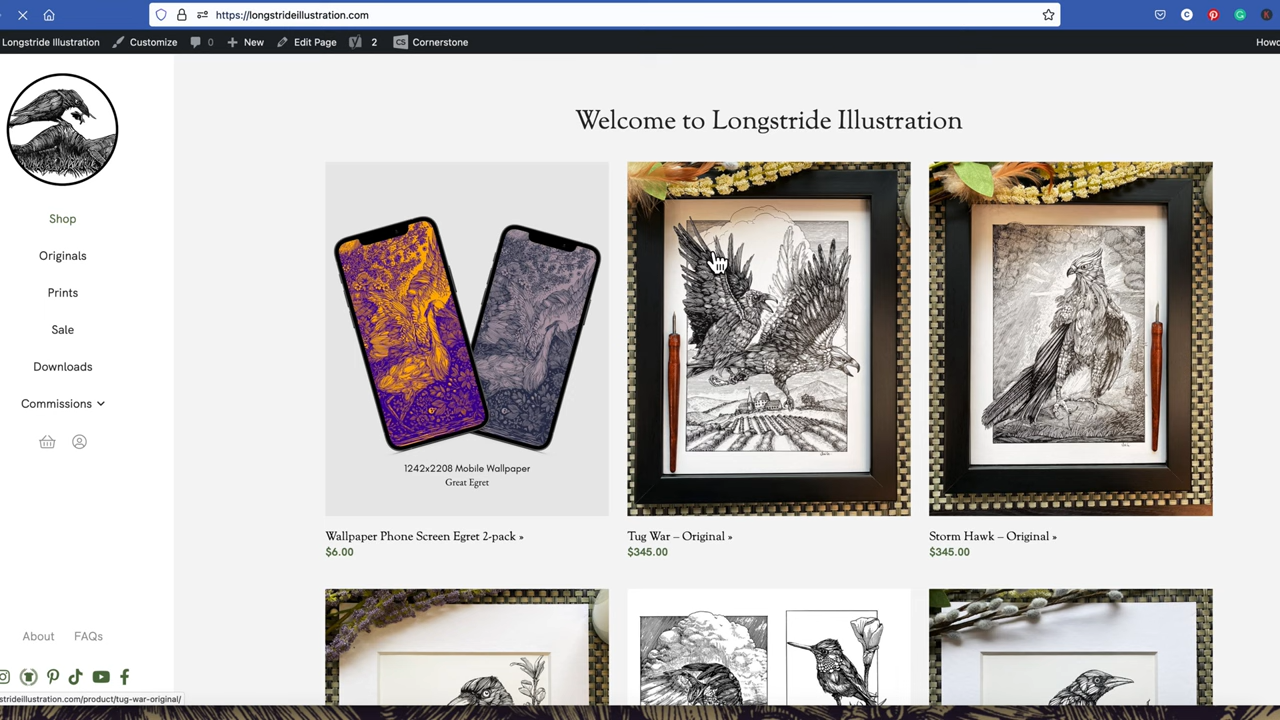 https://longstrideillustration.com
Longstride Illustration Customize 0 New Edit Page 2 CS Cornerstone
Welcome to Longstride Illustration
Shop
Originals
Prints
Sale
Downloads
Commissions
1242x2208 Mobile Wallpaper
Great Egret
Wallpaper Phone Screen Egret 2-pack »
$6.00
Tug War – Original »
$345.00
Storm Hawk – Original »
$345.00
About FAQs
strideillustration.com/product/tug-war-original/